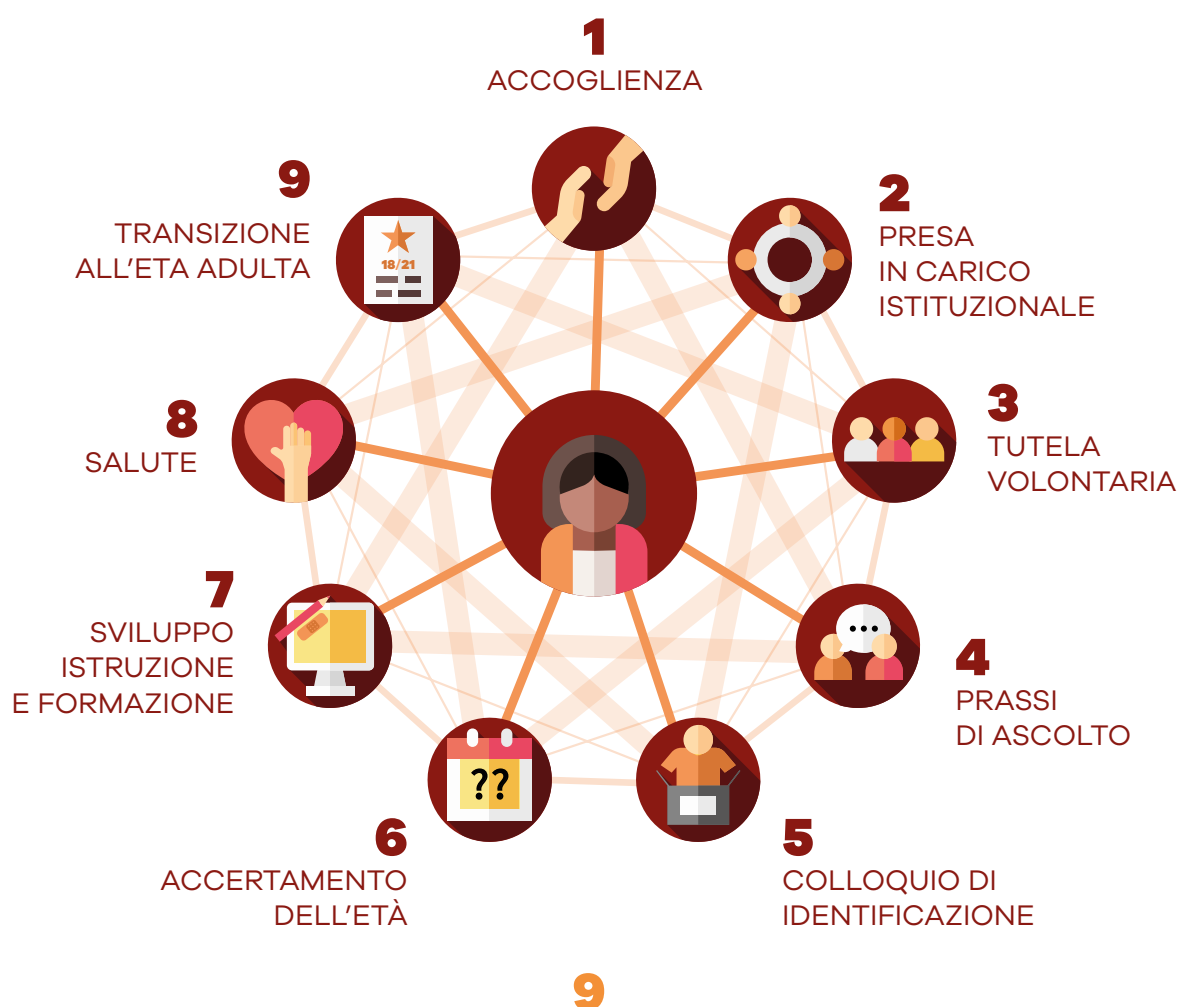 1
ACCOGLIENZA
2
PRESA
IN CARICO
ISTITUZIONALE
3
TUTELA
VOLONTARIA
4
PRASSI
DI ASCOLTO
5
COLLOQUIO DI
IDENTIFICAZIONE
6
ACCERTAMENTO
DELL'ETÀ
??
7
SVILUPPO
ISTRUZIONE
E FORMAZIONE
8
SALUTE
9
TRANSIZIONE
ALL'ETA ADULTA
18/21
9